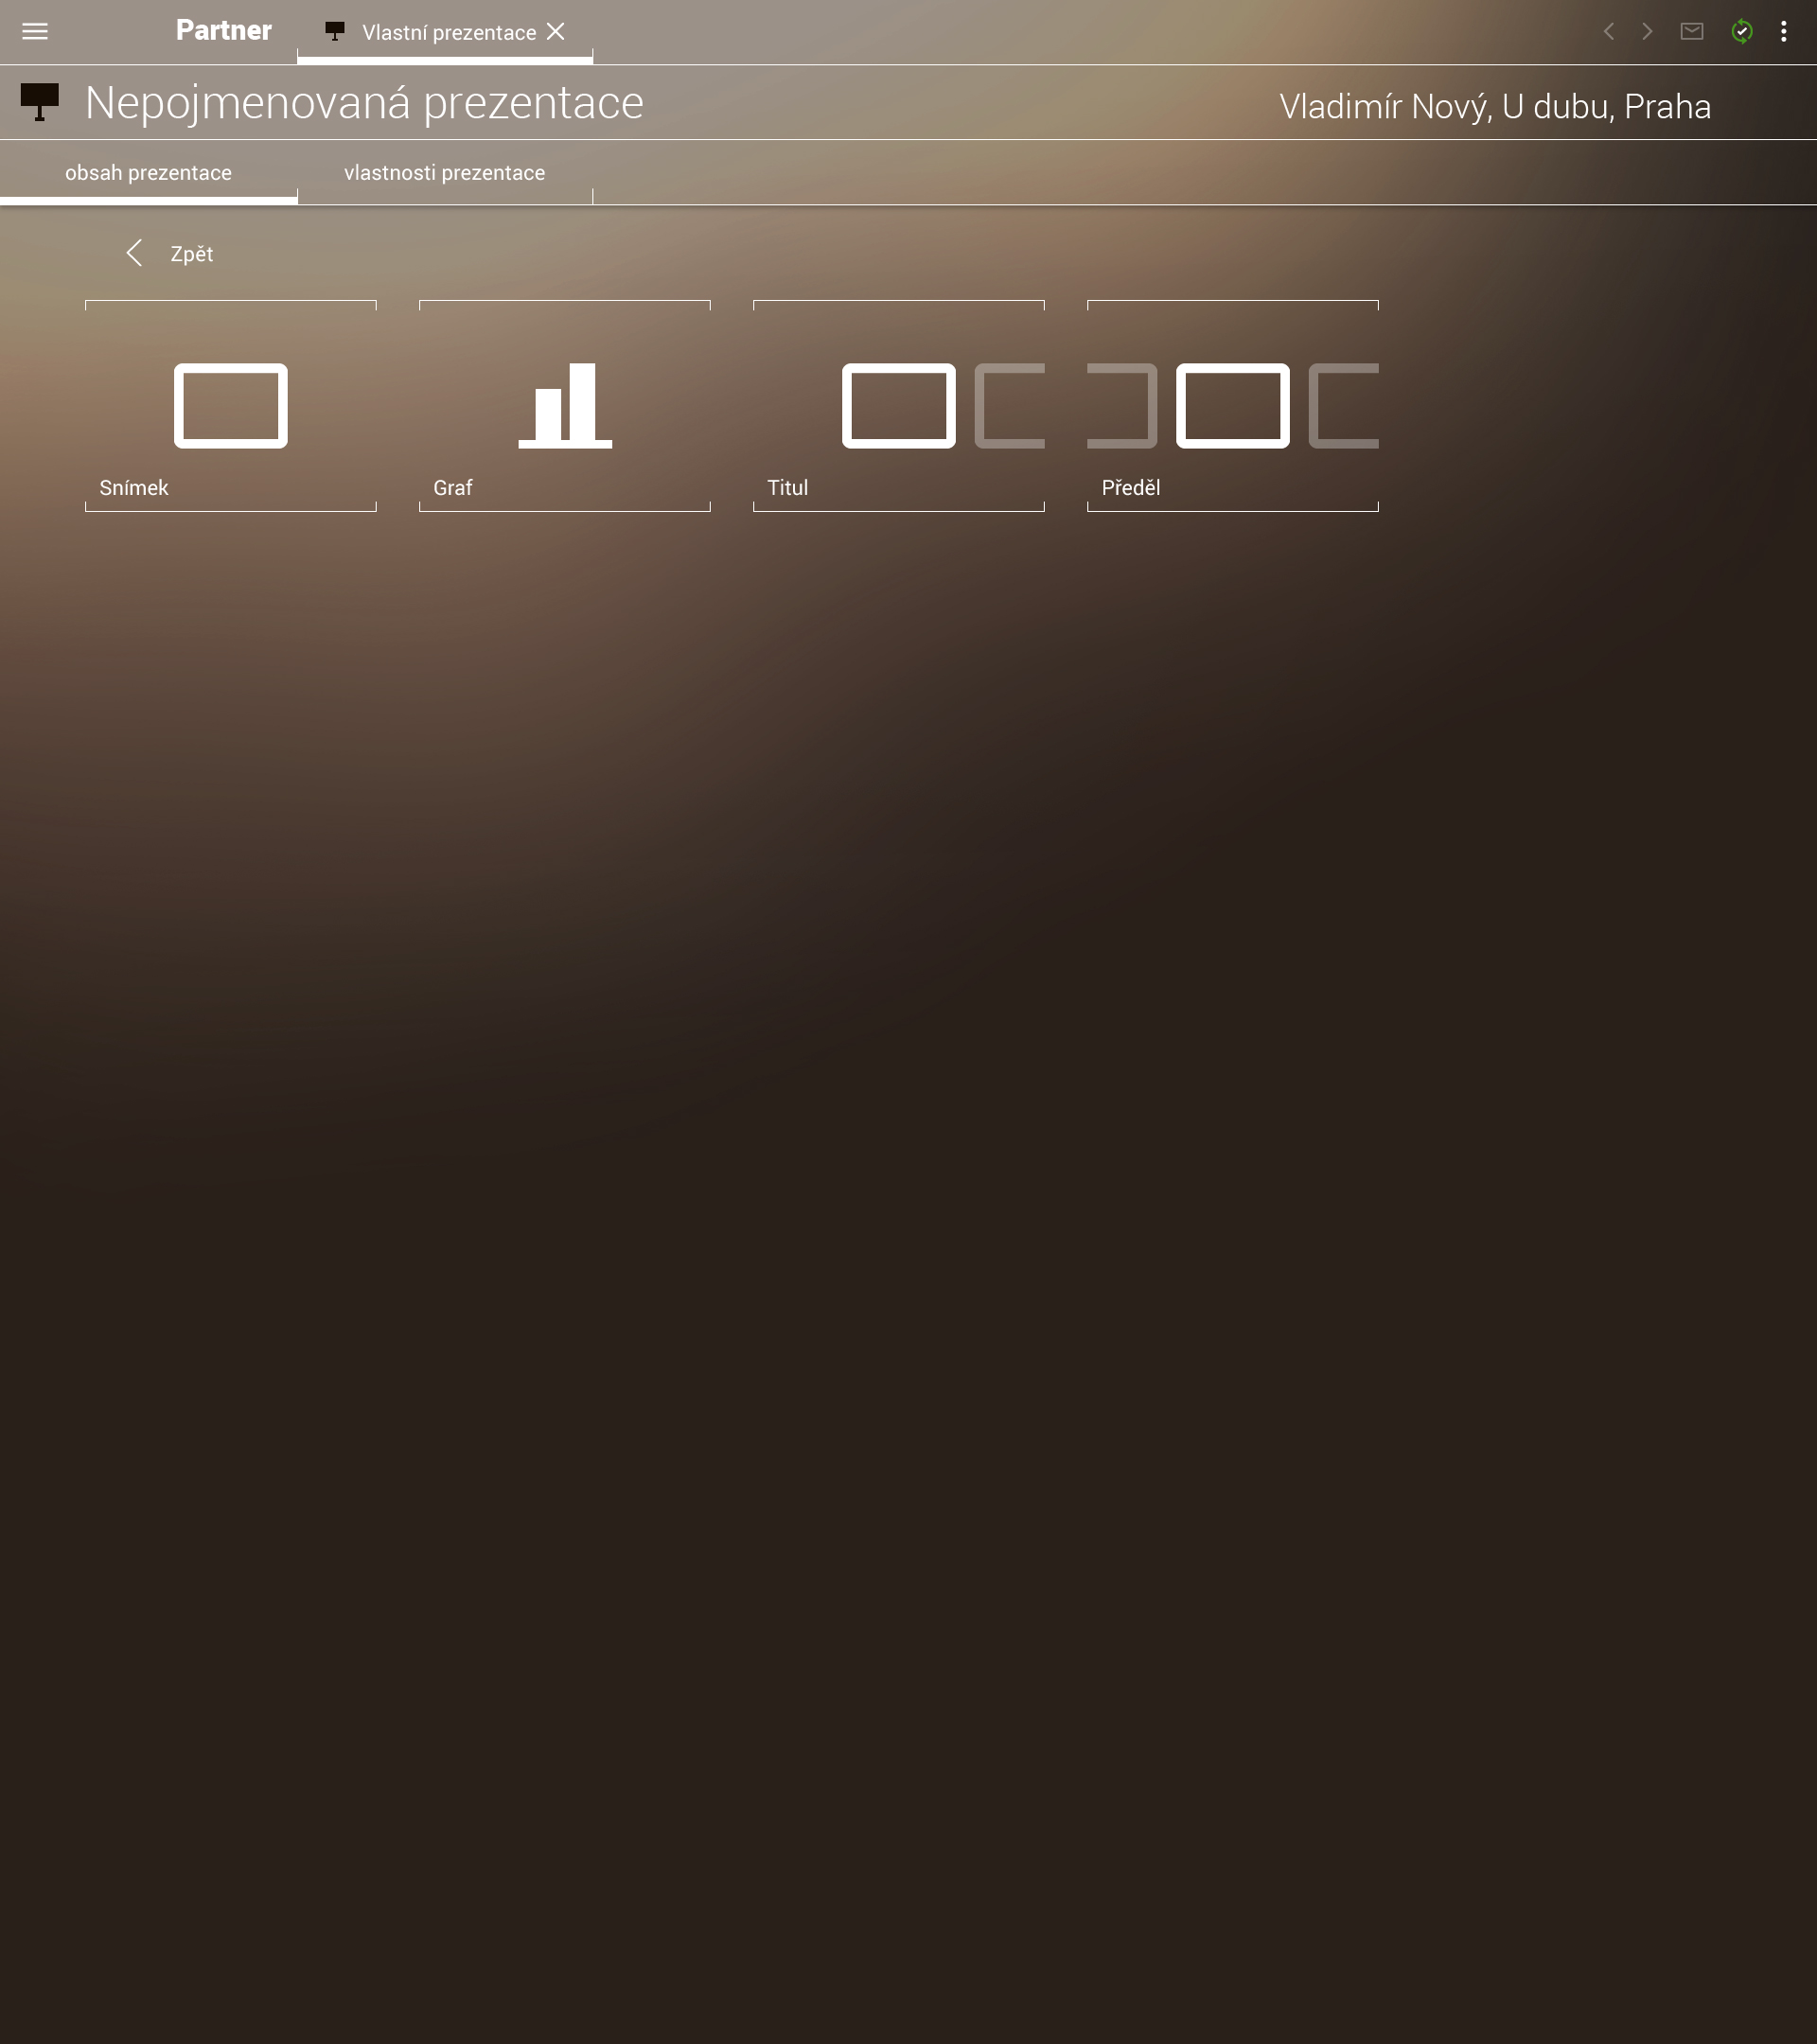 Partner
Vlastní prezentace
Nepojmenovaná prezentace
Vladimír Nový, U dubu, Praha
obsah prezentace
vlastnosti prezentace
Zpět
Snímek
Graf
Titul
Předěl